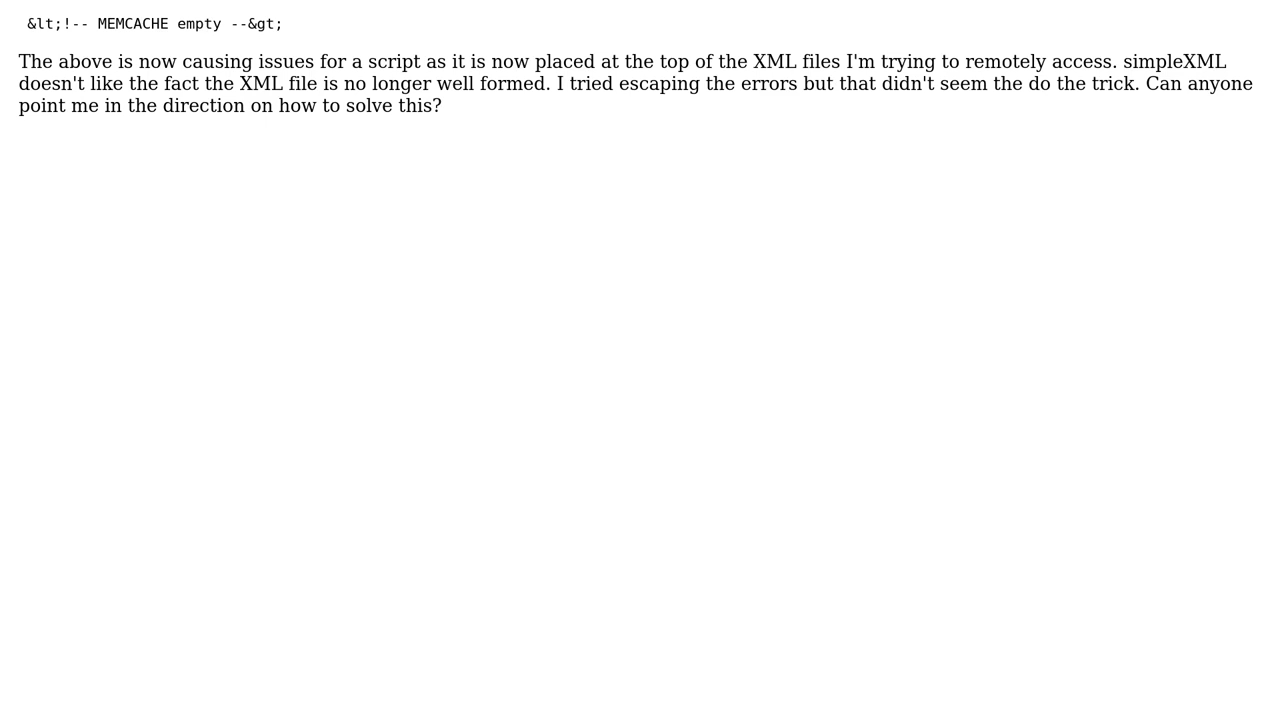 &lt;!-- MEMCACHE empty --&gt;
The above is now causing issues for a script as it is now placed at the top of the XML files I'm trying to remotely access. simpleXML
doesn't like the fact the XML file is no longer well formed. I tried escaping the errors but that didn't seem the do the trick. Can anyone
point me in the direction on how to solve this?